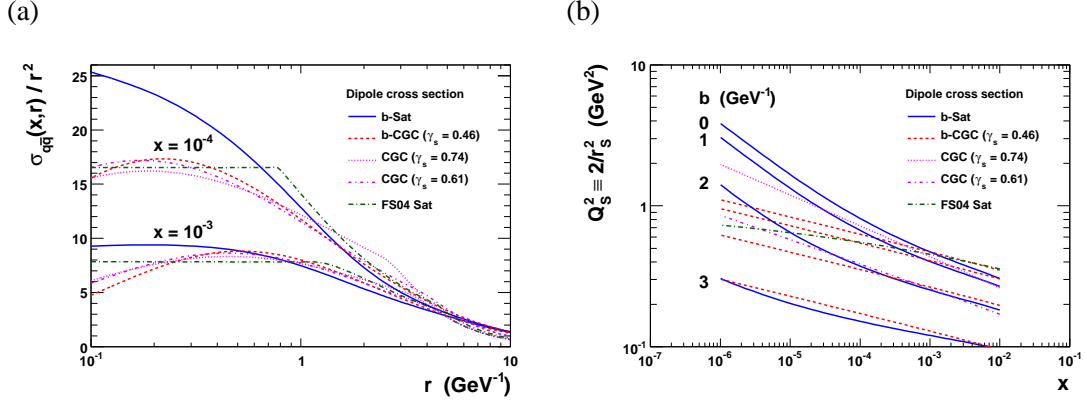 (a)
σqq̄(x,r) / r²
25
20
15
10
5
0
x = 10⁻⁴
x = 10⁻³
Dipole cross section
b-Sat
b-CGC (γs = 0.46)
CGC (γs = 0.74)
CGC (γs = 0.61)
FS04 Sat
10⁻¹ 1 10
r (GeV⁻¹)
(b)
Q²S ≡ 2/r²S (GeV²)
10
1
10⁻¹
b (GeV⁻¹)
0
1
2
3
Dipole cross section
b-Sat
b-CGC (γs = 0.46)
CGC (γs = 0.74)
CGC (γs = 0.61)
FS04 Sat
10⁻⁷ 10⁻⁶ 10⁻⁵ 10⁻⁴ 10⁻³ 10⁻² 10⁻¹
x